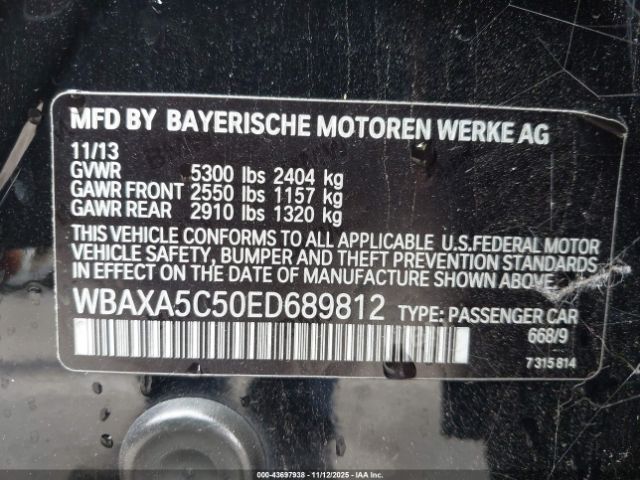 MFD BY BAYERISCHE MOTOREN WERKE AG
11/13
GVWR 5300 lbs 2404 kg
GAWR FRONT 2550 lbs 1157 kg
GAWR REAR 2910 lbs 1320 kg
THIS VEHICLE CONFORMS TO ALL APPLICABLE U.S.FEDERAL MOTOR
VEHICLE SAFETY, BUMPER AND THEFT PREVENTION STANDARDS
IN EFFECT ON THE DATE OF MANUFACTURE SHOWN ABOVE.
WBAXA5C50ED689812 TYPE: PASSENGER CAR
668/9
7 315 814
000-43697938 - 11/12/2025 - IAAI.COM